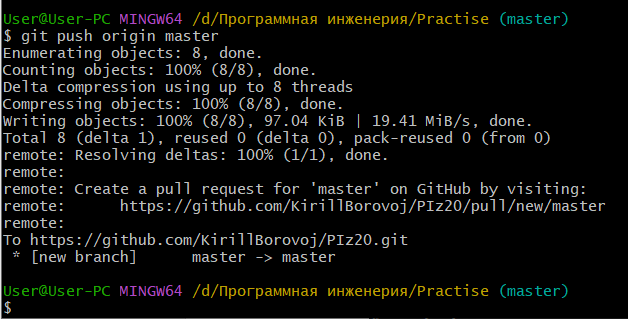 User@User-PC MINGW64 /d/Программная инженерия/Practise (master)
$ git push origin master
Enumerating objects: 8, done.
Counting objects: 100% (8/8), done.
Delta compression using up to 8 threads
Compressing objects: 100% (8/8), done.
Writing objects: 100% (8/8), 97.04 KiB | 19.41 MiB/s, done.
Total 8 (delta 1), reused 0 (delta 0), pack-reused 0 (from 0)
remote: Resolving deltas: 100% (1/1), done.
remote:
remote: Create a pull request for 'master' on GitHub by visiting:
remote:      https://github.com/KirillBorovoj/PIz20/pull/new/master
remote:
To https://github.com/KirillBorovoj/PIz20.git
 * [new branch]      master -> master
User@User-PC MINGW64 /d/Программная инженерия/Practise (master)
$